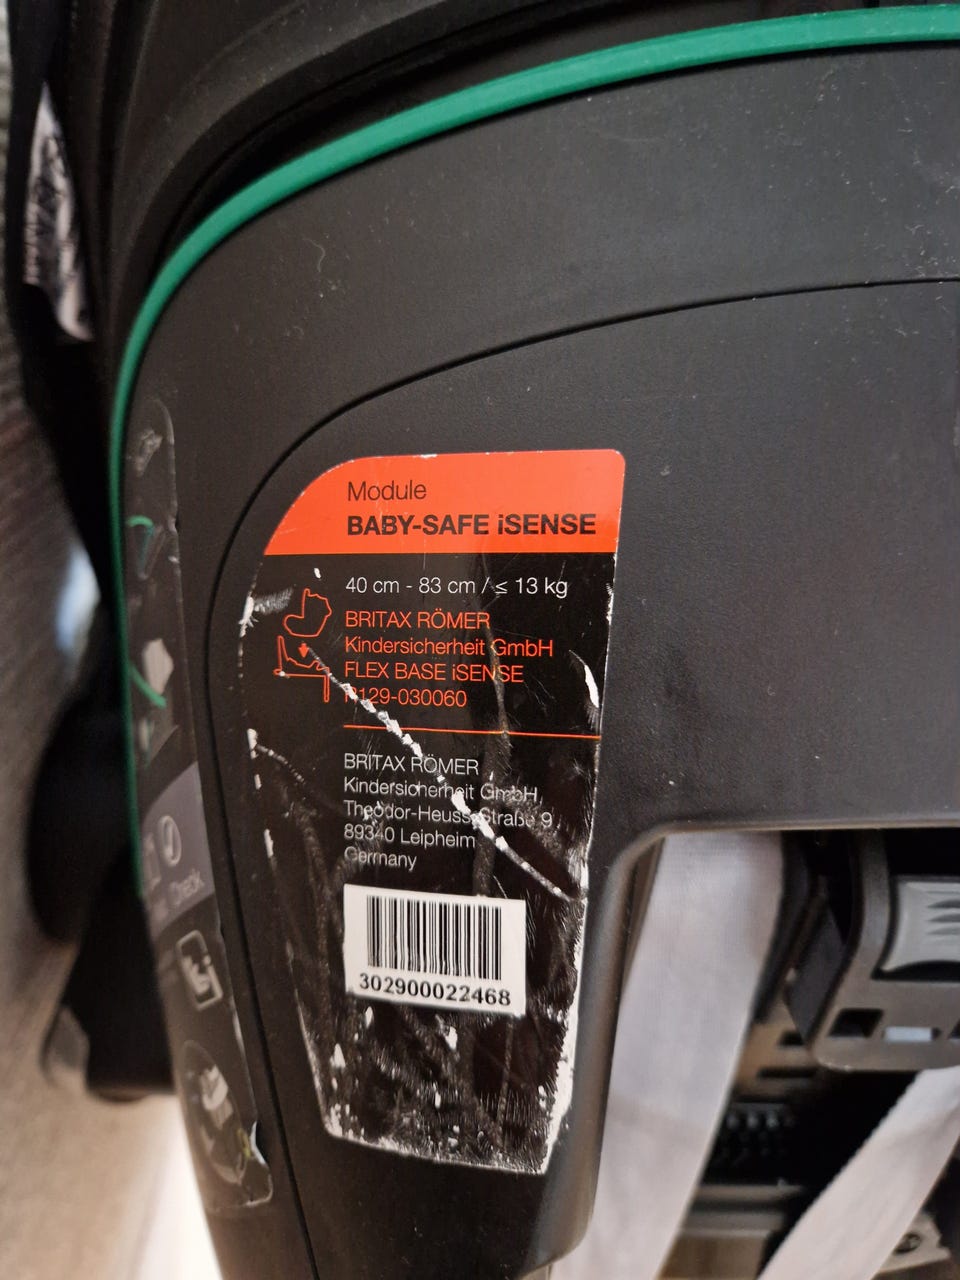 Module
BABY-SAFE iSENSE
40 cm - 83 cm / ≤ 13 kg
BRITAX RÖMER
Kindersicherheit GmbH
FLEX BASE iSENSE
R129-030060
BRITAX RÖMER
Kindersicherheit GmbH
Theodor-Heuss-Straße 9
89340 Leipheim
Germany
302900022468
Check